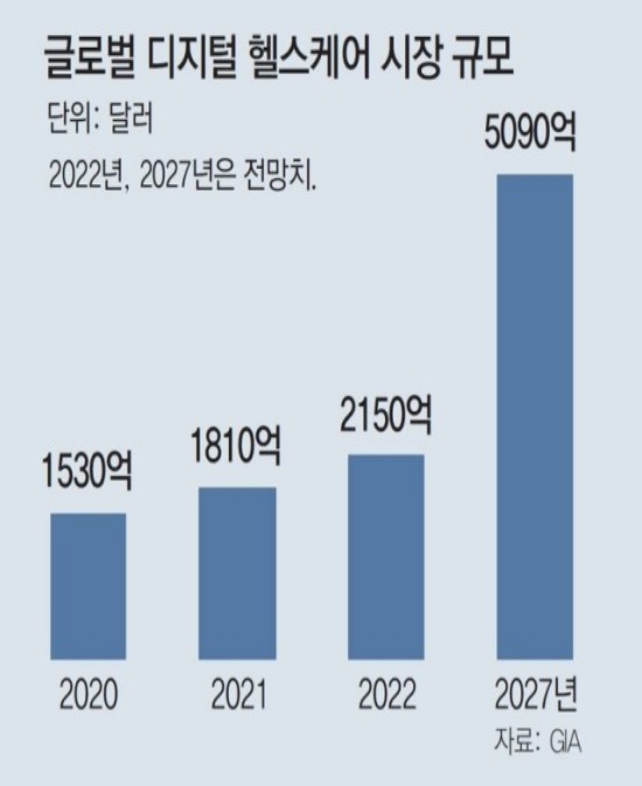 글로벌 디지털 헬스케어 시장 규모
단위: 달러
2022년, 2027년은 전망치.
5090억
2150억
1810억
1530억
2020 2021 2022 2027년
자료: GIA